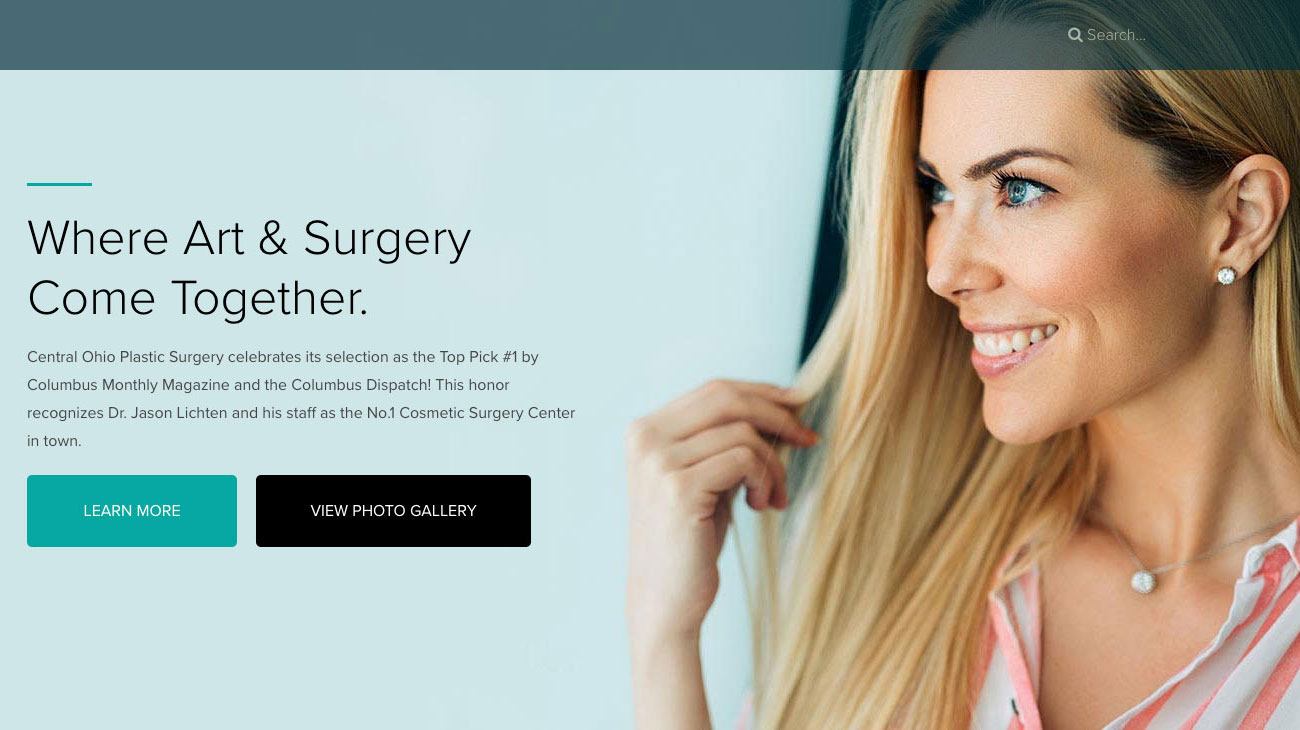 Search...
Where Art & Surgery
Come Together.
Central Ohio Plastic Surgery celebrates its selection as the Top Pick #1 by
Columbus Monthly Magazine and the Columbus Dispatch! This honor
recognizes Dr. Jason Lichten and his staff as the No.1 Cosmetic Surgery Center
in town.
LEARN MORE
VIEW PHOTO GALLERY